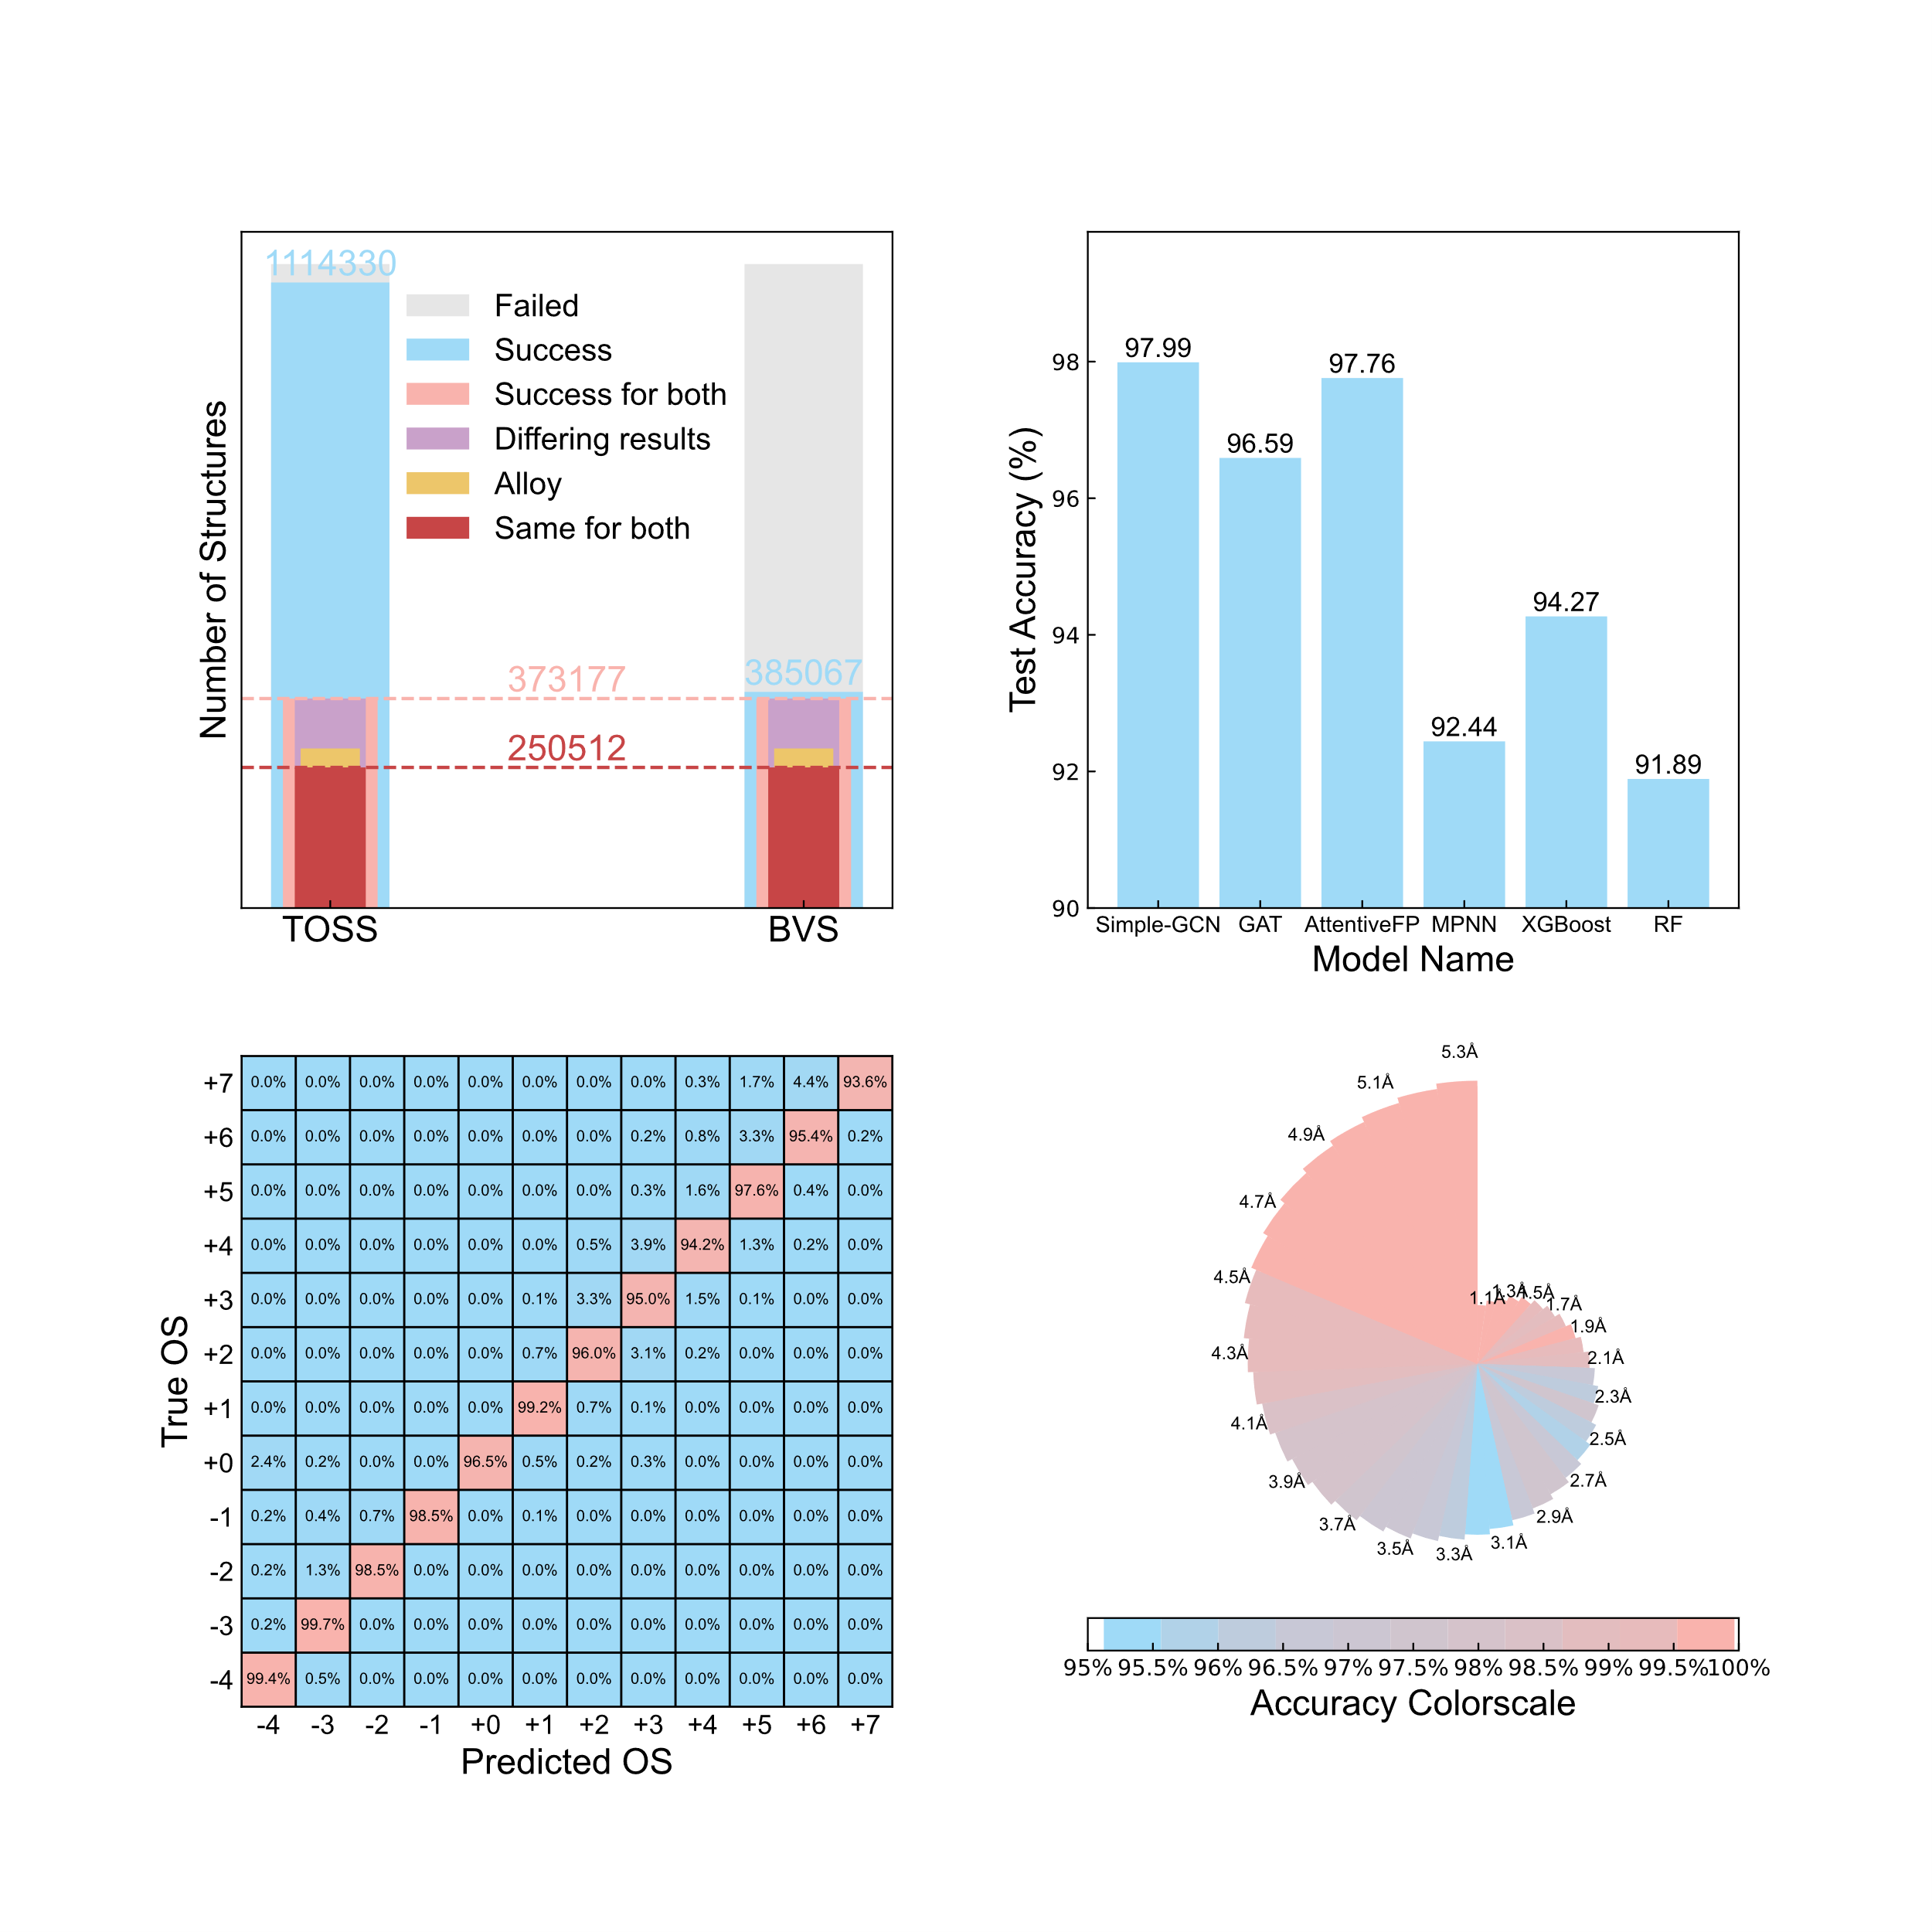 1114330
Failed
Success
Success for both
Differing results
Alloy
Same for both
373177
385067
250512
Number of Structures
TOSS BVS
97.99
96.59
97.76
92.44
94.27
91.89
98
96
94
92
90
Test Accuracy (%)
Simple-GCN GAT AttentiveFP MPNN XGBoost RF
Model Name
True OS
+7 0.0% 0.0% 0.0% 0.0% 0.0% 0.0% 0.0% 0.0% 0.3% 1.7% 4.4% 93.6%
+6 0.0% 0.0% 0.0% 0.0% 0.0% 0.0% 0.0% 0.2% 0.8% 3.3% 95.4% 0.2%
+5 0.0% 0.0% 0.0% 0.0% 0.0% 0.0% 0.0% 0.3% 1.6% 97.6% 0.4% 0.0%
+4 0.0% 0.0% 0.0% 0.0% 0.0% 0.0% 0.5% 3.9% 94.2% 1.3% 0.2% 0.0%
+3 0.0% 0.0% 0.0% 0.0% 0.0% 0.1% 3.3% 95.0% 1.5% 0.1% 0.0% 0.0%
+2 0.0% 0.0% 0.0% 0.0% 0.0% 0.7% 96.0% 3.1% 0.2% 0.0% 0.0% 0.0%
+1 0.0% 0.0% 0.0% 0.0% 0.0% 99.2% 0.7% 0.1% 0.0% 0.0% 0.0% 0.0%
+0 2.4% 0.2% 0.0% 0.0% 96.5% 0.5% 0.2% 0.3% 0.0% 0.0% 0.0% 0.0%
-1 0.2% 0.4% 0.7% 98.5% 0.0% 0.1% 0.0% 0.0% 0.0% 0.0% 0.0% 0.0%
-2 0.2% 1.3% 98.5% 0.0% 0.0% 0.0% 0.0% 0.0% 0.0% 0.0% 0.0% 0.0%
-3 0.2% 99.7% 0.0% 0.0% 0.0% 0.0% 0.0% 0.0% 0.0% 0.0% 0.0% 0.0%
-4 99.4% 0.5% 0.0% 0.0% 0.0% 0.0% 0.0% 0.0% 0.0% 0.0% 0.0% 0.0%
-4 -3 -2 -1 +0 +1 +2 +3 +4 +5 +6 +7
Predicted OS
1.1Å
1.3Å
1.5Å
1.7Å
1.9Å
2.1Å
2.3Å
2.5Å
2.7Å
2.9Å
3.1Å
3.3Å
3.5Å
3.7Å
3.9Å
4.1Å
4.3Å
4.5Å
4.7Å
4.9Å
5.1Å
5.3Å
95% 95.5% 96% 96.5% 97% 97.5% 98% 98.5% 99% 99.5% 100%
Accuracy Colorscale